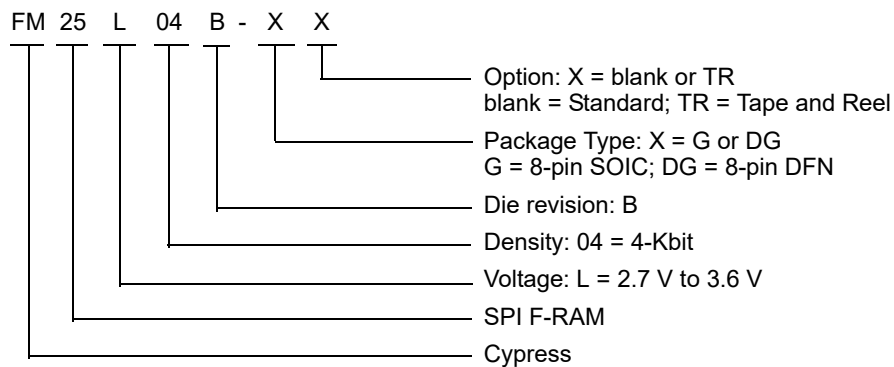 FM 25 L 04 B - X X
Option: X = blank or TR
blank = Standard; TR = Tape and Reel
Package Type: X = G or DG
G = 8-pin SOIC; DG = 8-pin DFN
Die revision: B
Density: 04 = 4-Kbit
Voltage: L = 2.7 V to 3.6 V
SPI F-RAM
Cypress